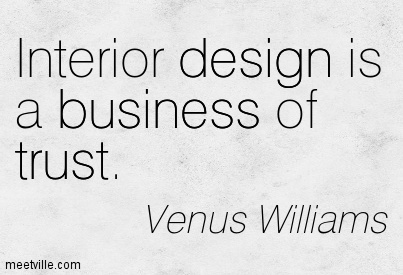 Interior design is
a business of
trust.
Venus Williams
meetville.com